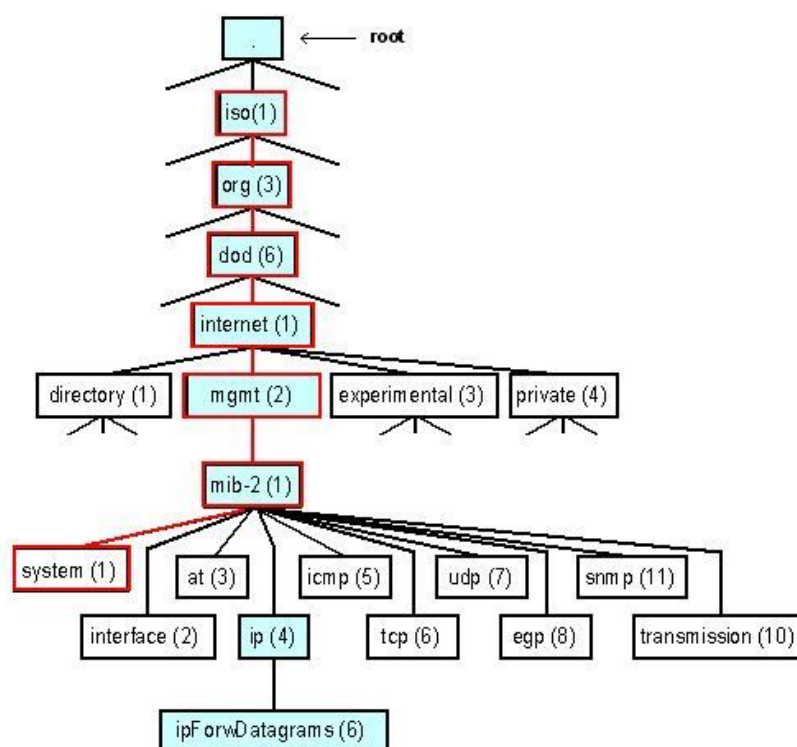 .
root
iso(1)
org (3)
dod (6)
internet (1)
directory (1)
mgmt (2)
experimental (3)
private (4)
mib-2 (1)
system (1)
at (3)
icmp (5)
udp (7)
snmp (11)
interface (2)
ip (4)
tcp (6)
egp (8)
transmission (10)
ipForwDatagrams (6)